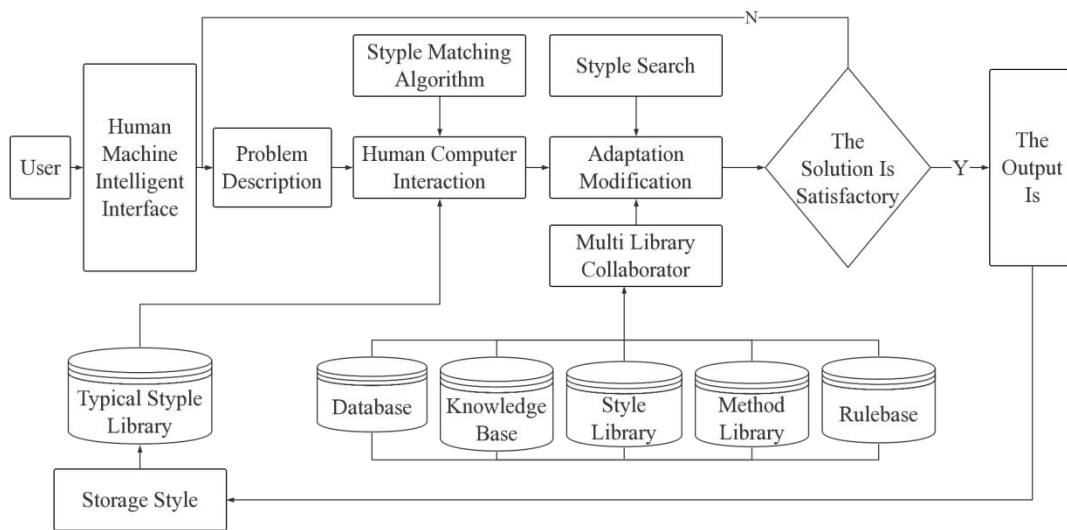 N
Styple Matching
Algorithm
Styple Search
User
Human
Machine
Intelligent
Interface
Problem
Description
Human Computer
Interaction
Adaptation
Modification
The
Solution Is
Satisfactory
Y
The
Output
Is
Multi Library
Collaborator
Typical Styple
Library
Database
Knowledge
Base
Style
Library
Method
Library
Rulebase
Storage Style